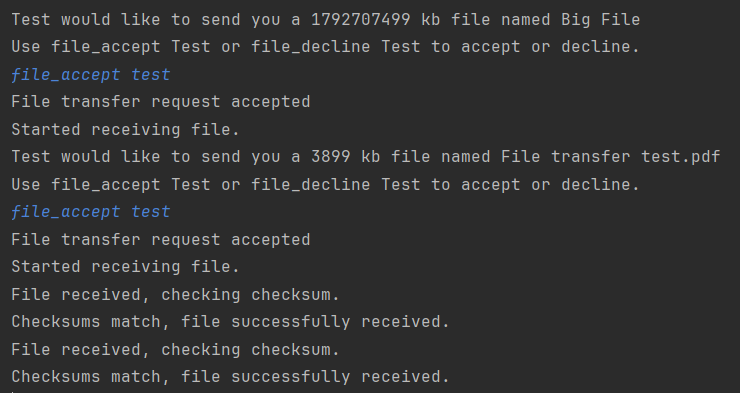 Test would like to send you a 1792707499 kb file named Big File
Use file_accept Test or file_decline Test to accept or decline.
file_accept test
File transfer request accepted
Started receiving file.
Test would like to send you a 3899 kb file named File transfer test.pdf
Use file_accept Test or file_decline Test to accept or decline.
file_accept test
File transfer request accepted
Started receiving file.
File received, checking checksum.
Checksums match, file successfully received.
File received, checking checksum.
Checksums match, file successfully received.